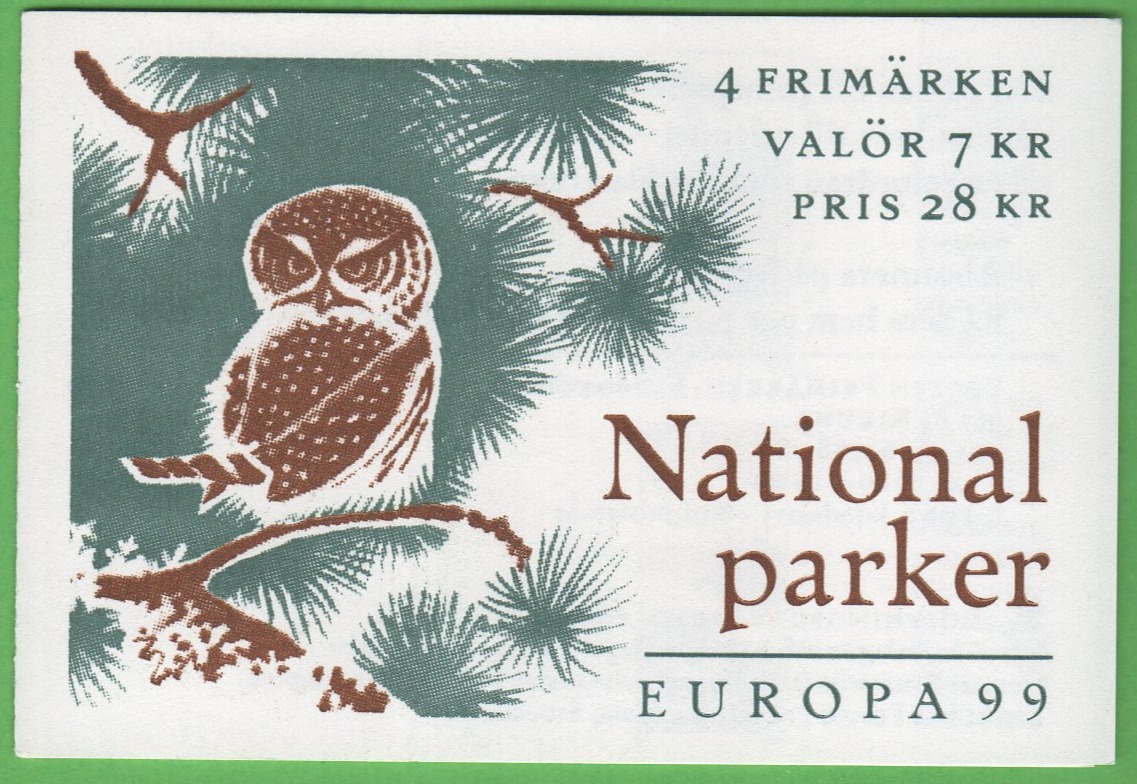 4 FRIMÄRKEN
VALÖR 7 KR
PRIS 28 KR
National
parker
EUROPA 99